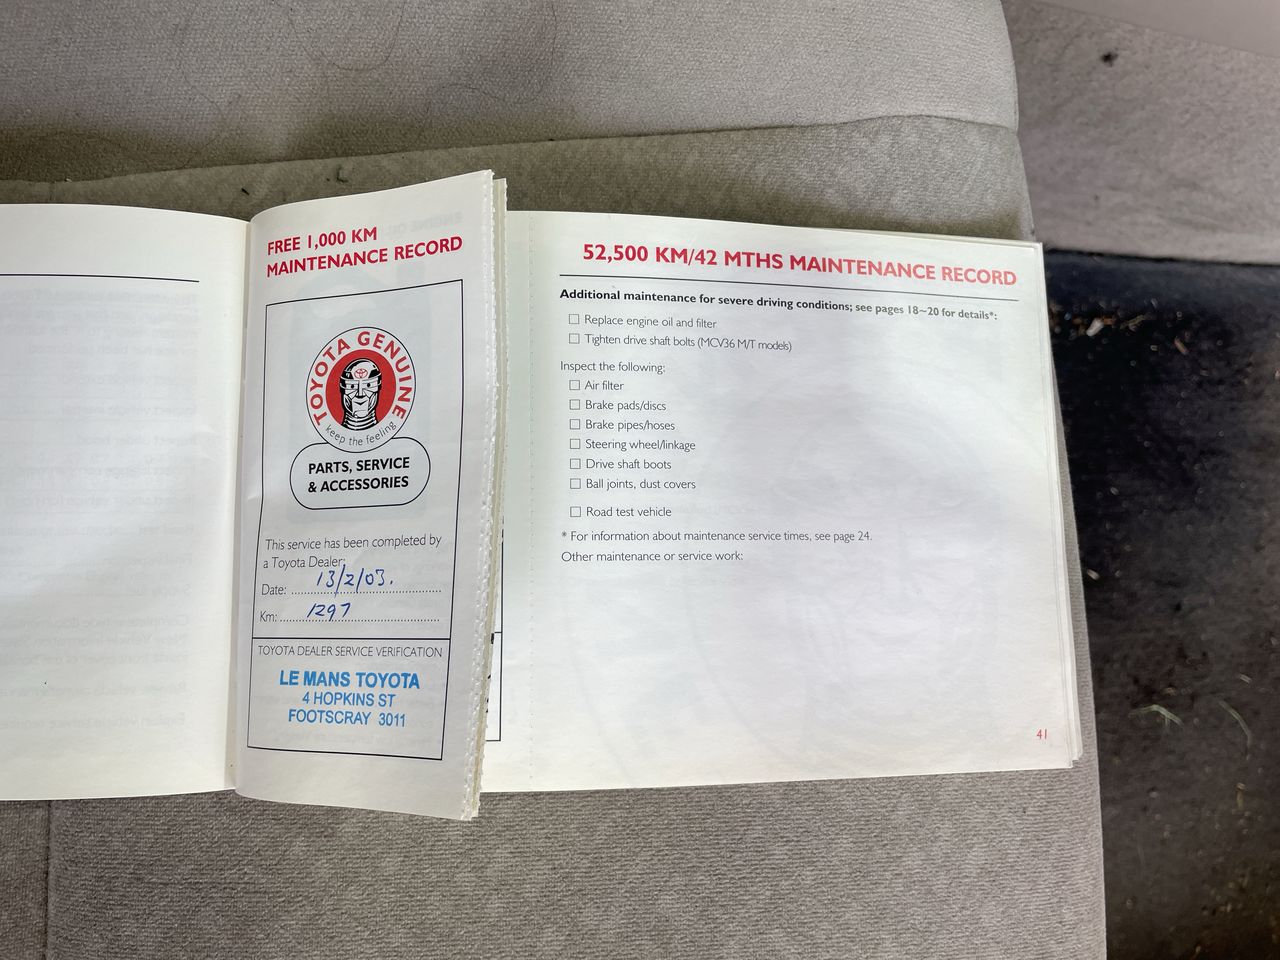 FREE 1,000 KM
MAINTENANCE RECORD
TOYOTA GENUINE
keep the feeling
PARTS, SERVICE
& ACCESSORIES
This service has been completed by
a Toyota Dealer:
Date: 13/2/03.
Km: 1297
TOYOTA DEALER SERVICE VERIFICATION
LE MANS TOYOTA
4 HOPKINS ST
FOOTSCRAY 3011
52,500 KM/42 MTHS MAINTENANCE RECORD
Additional maintenance for severe driving conditions; see pages 18~20 for details*:
Replace engine oil and filter
Tighten drive shaft bolts (MCV36 M/T models)
Inspect the following:
Air filter
Brake pads/discs
Brake pipes/hoses
Steering wheel/linkage
Drive shaft boots
Ball joints, dust covers
Road test vehicle
* For information about maintenance service times, see page 24.
Other maintenance or service work:
41